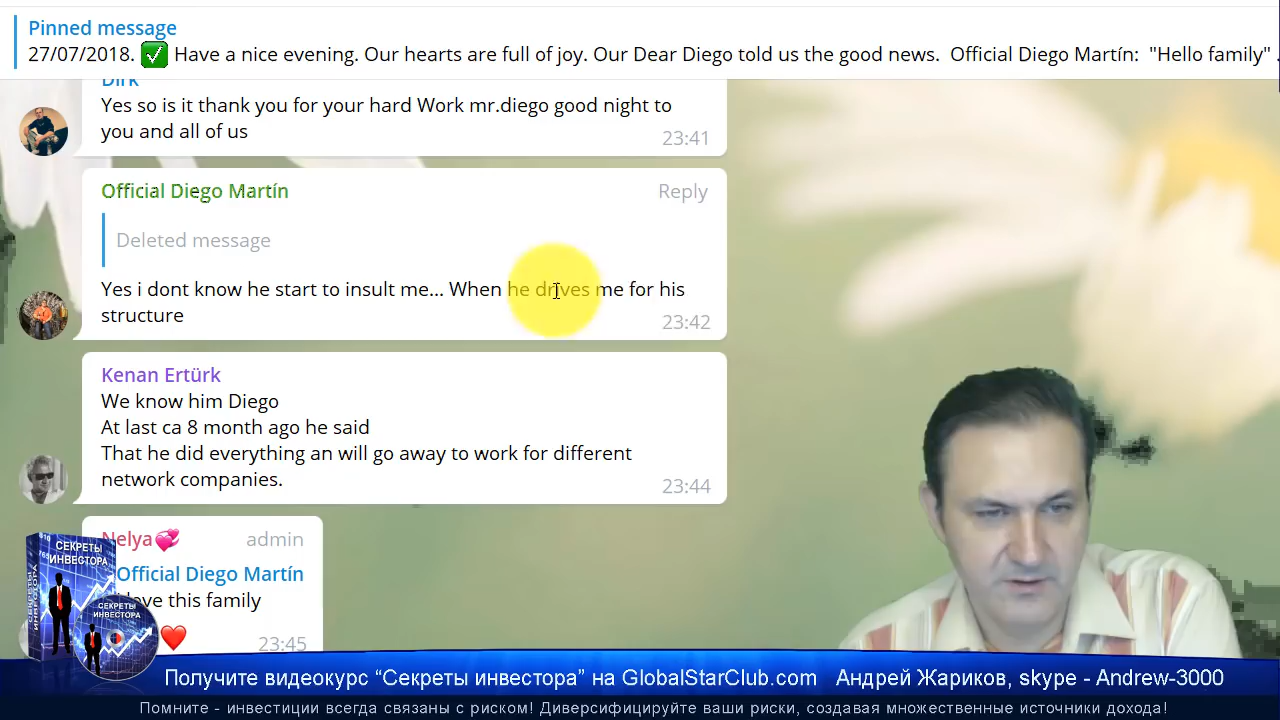 Pinned message
27/07/2018. ✅ Have a nice evening. Our hearts are full of joy. Our Dear Diego told us the good news. Official Diego Martín: "Hello family"
Dirk
Yes so is it thank you for your hard Work mr.diego good night to
you and all of us
23:41
Official Diego Martín Reply
Deleted message
Yes i dont know he start to insult me... When he drives me for his
structure
23:42
Kenan Ertürk
We know him Diego
At last ca 8 month ago he said
That he did everything an will go away to work for different
network companies.
23:44
Nelya💞 admin
Official Diego Martín
this family
❤️ 23:45
СЕКРЕТЫ
ИНВЕСТОРА
СЕКРЕТЫ
ИНВЕСТОРА
Получите видеокурс “Секреты инвестора” на GlobalStarClub.com Андрей Жариков, skype - Andrew-3000
Помните - инвестиции всегда связаны с риском! Диверсифицируйте ваши риски, создавая множественные источники дохода!